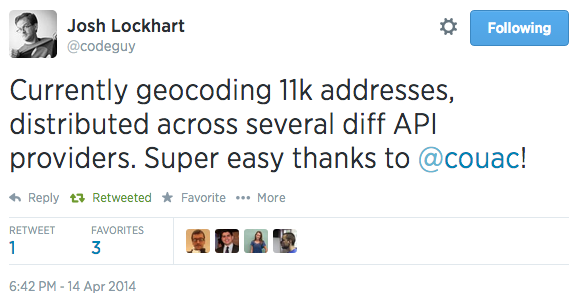 Josh Lockhart
@codeguy
Following
Currently geocoding 11k addresses,
distributed across several diff API
providers. Super easy thanks to @couac!
Reply Retweeted Favorite ••• More
RETWEET FAVORITES
1 3
6:42 PM - 14 Apr 2014